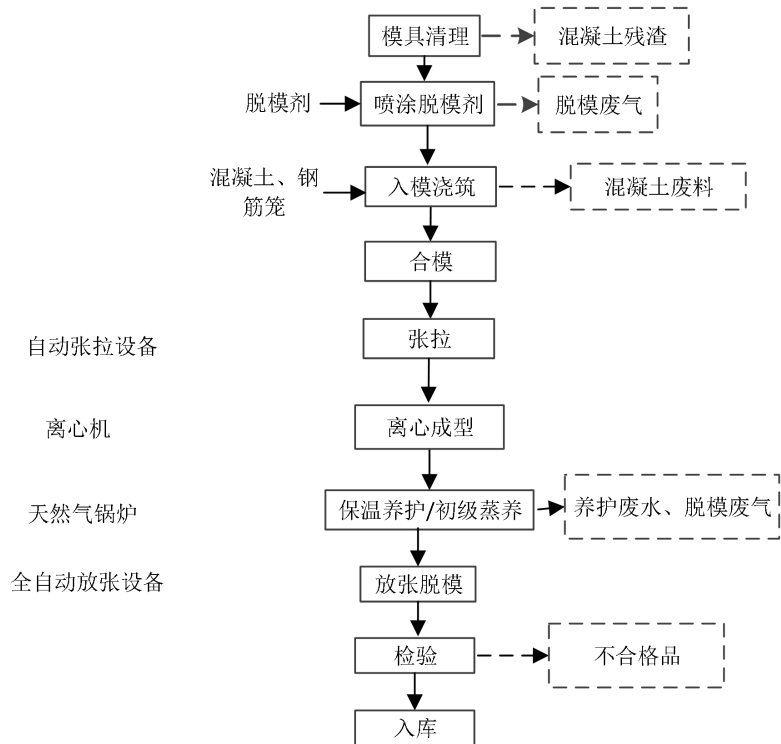 模具清理
混凝土残渣
脱模剂
喷涂脱模剂
脱模废气
混凝土、钢
筋笼
入模浇筑
混凝土废料
合模
自动张拉设备
张拉
离心机
离心成型
天然气锅炉
保温养护/初级蒸养
养护废水、脱模废气
全自动放张设备
放张脱模
检验
不合格品
入库